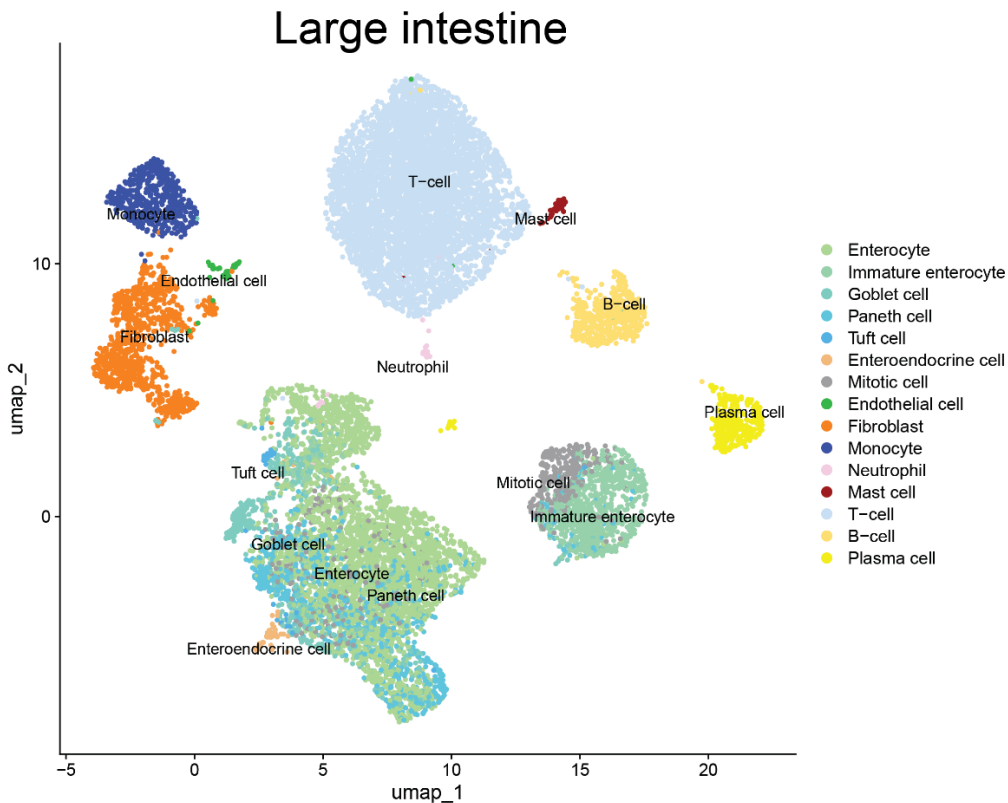 Large intestine
T-cell
Monocyte
Mast cell
Endothelial cell
B-cell
Fibroblast
Neutrophil
Plasma cell
Tuft cell
Mitotic cell
Immature enterocyte
Goblet cell
Enterocyte
Paneth cell
Enteroendocrine cell
10
0
umap_2
−5
0
5
10
15
20
umap_1
Enterocyte
Immature enterocyte
Goblet cell
Paneth cell
Tuft cell
Enteroendocrine cell
Mitotic cell
Endothelial cell
Fibroblast
Monocyte
Neutrophil
Mast cell
T-cell
B-cell
Plasma cell